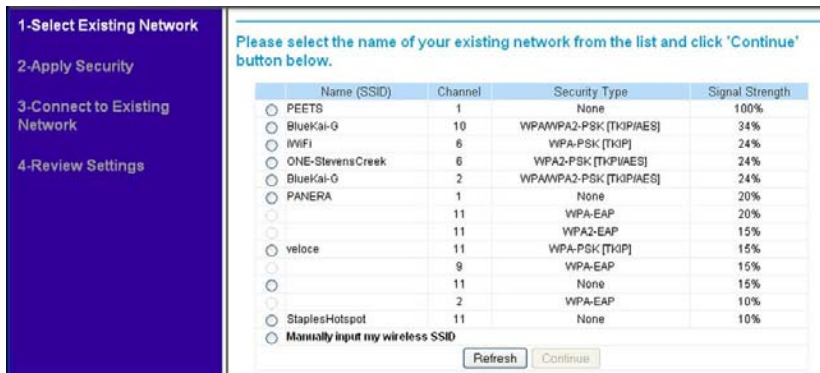 1-Select Existing Network
2-Apply Security
3-Connect to Existing
Network
4-Review Settings
Please select the name of your existing network from the list and click 'Continue'
button below.
Name (SSID) Channel Security Type Signal Strength
PEETS 1 None 100%
BlueKai-G 10 WPA/WPA2-PSK [TKIP/AES] 34%
iWiFi 6 WPA-PSK [TKIP] 24%
ONE-StevensCreek 6 WPA2-PSK [TKPI/AES] 24%
BlueKai-G 2 WPA/WPA2-PSK [TKIP/AES] 24%
PANERA 1 None 20%
11 WPA-EAP 20%
11 WPA2-EAP 15%
veloce 11 WPA-PSK [TKIP] 15%
9 WPA-EAP 15%
11 None 15%
2 WPA-EAP 10%
StaplesHotspot 11 None 10%
Manually input my wireless SSID
Refresh Continue